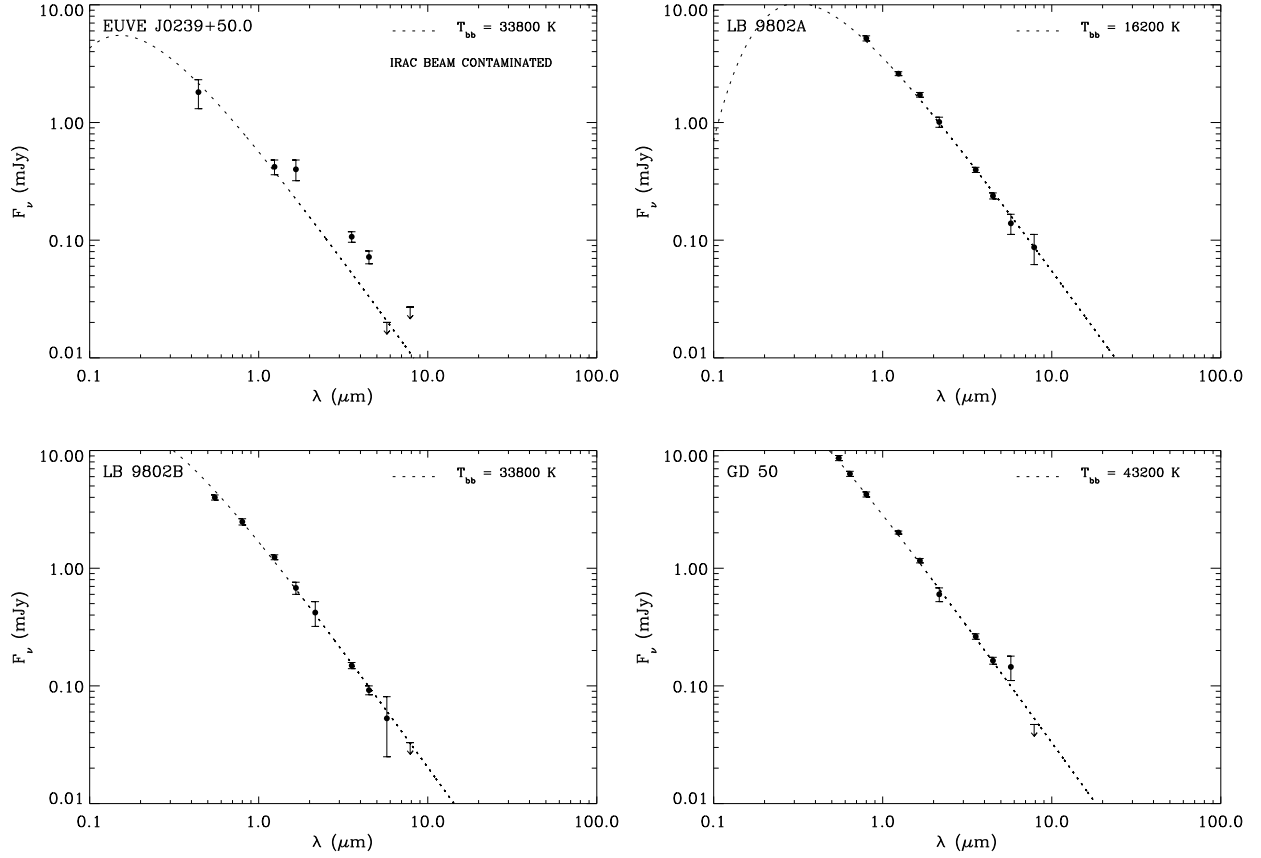 EUVE J0239+50.0
T_bb = 33800 K
IRAC BEAM CONTAMINATED
10.00
1.00
0.10
0.01
F_ν (mJy)
0.1 1.0 10.0 100.0
λ (μm)
LB 9802A
T_bb = 16200 K
10.00
1.00
0.10
0.01
F_ν (mJy)
0.1 1.0 10.0 100.0
λ (μm)
LB 9802B
T_bb = 33800 K
10.00
1.00
0.10
0.01
F_ν (mJy)
0.1 1.0 10.0 100.0
λ (μm)
GD 50
T_bb = 43200 K
10.00
1.00
0.10
0.01
F_ν (mJy)
0.1 1.0 10.0 100.0
λ (μm)